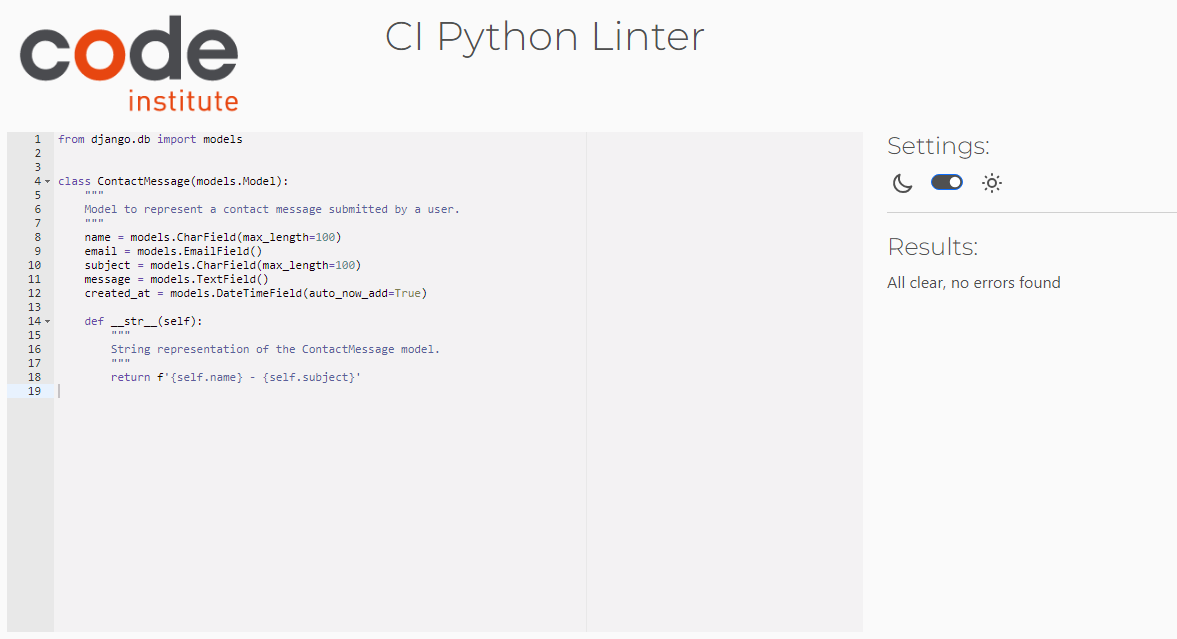 code
institute
CI Python Linter
1 from django.db import models
2
3
4 class ContactMessage(models.Model):
5     """
6     Model to represent a contact message submitted by a user.
7     """
8     name = models.CharField(max_length=100)
9     email = models.EmailField()
10     subject = models.CharField(max_length=100)
11     message = models.TextField()
12     created_at = models.DateTimeField(auto_now_add=True)
13
14     def __str__(self):
15         """
16         String representation of the ContactMessage model.
17         """
18         return f'{self.name} - {self.subject}'
19
Settings:
Results:
All clear, no errors found